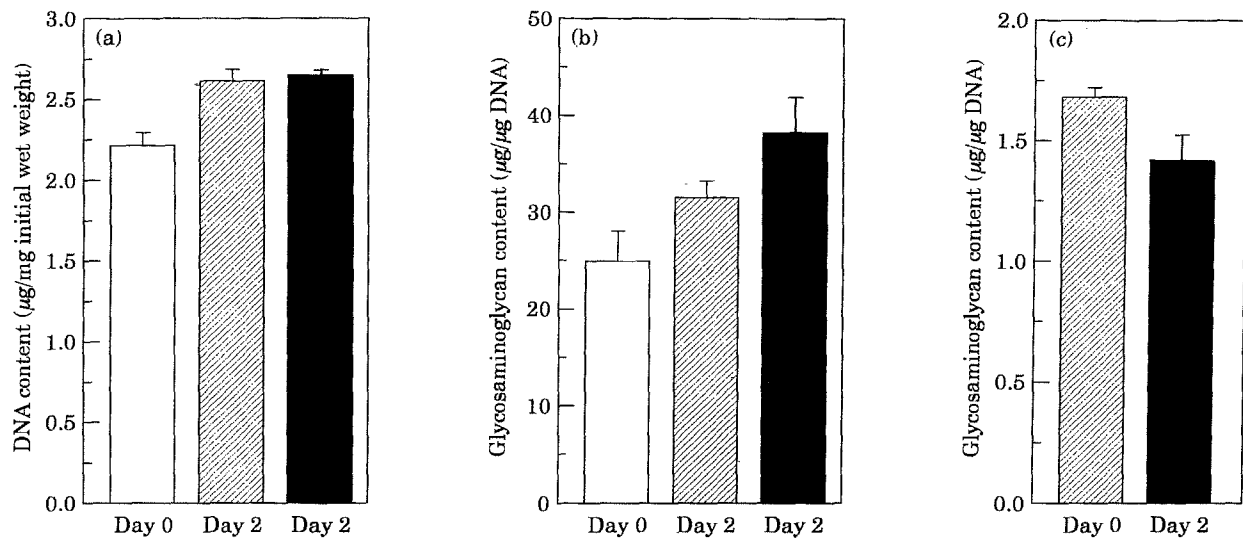 (a)
DNA content (μg/mg initial wet weight)
3.0
2.5
2.0
1.5
1.0
0.5
0.0
Day 0 Day 2 Day 2
(b)
Glycosaminoglycan content (μg/μg DNA)
50
40
30
20
10
0
Day 0 Day 2 Day 2
(c)
Glycosaminoglycan content (μg/μg DNA)
2.0
1.5
1.0
0.5
0.0
Day 0 Day 2